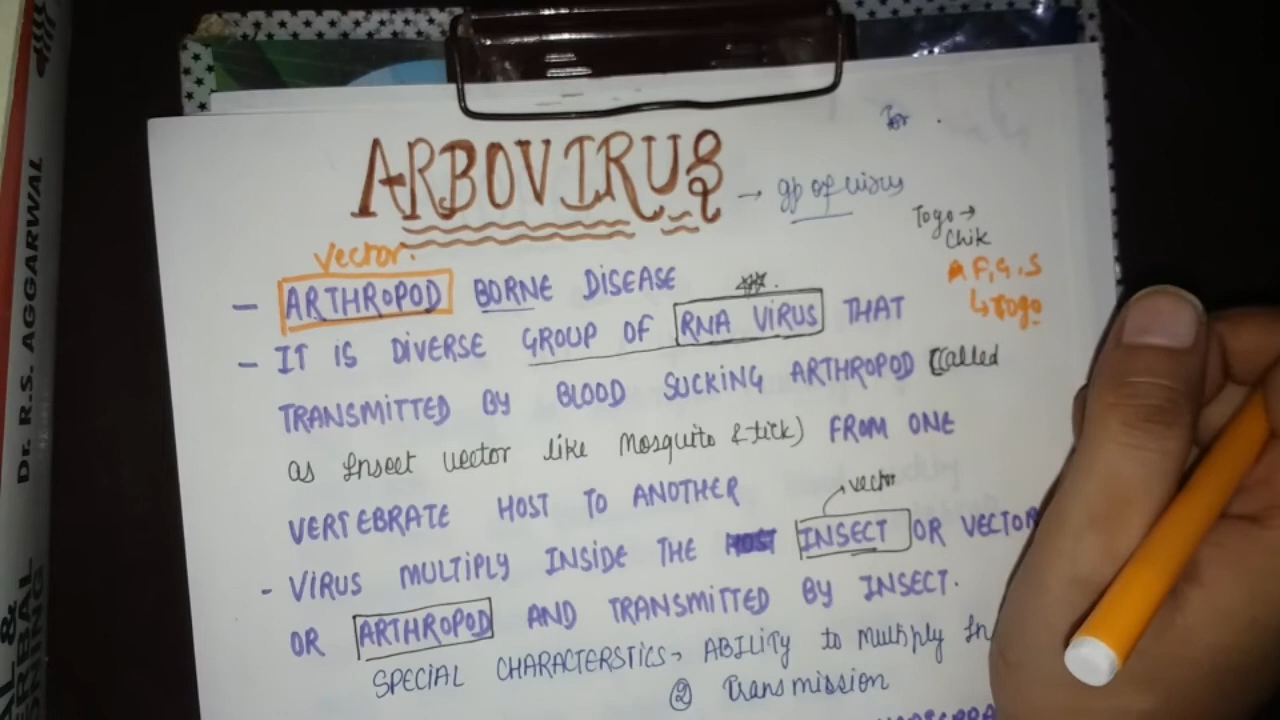 ARBOVIRUS → gp of virus
Togo →
Chik
vector.
F, G, S
↳ Togo
- ARTHROPOD BORNE DISEASE
- IT IS DIVERSE GROUP OF RNA VIRUS THAT
TRANSMITTED BY BLOOD SUCKING ARTHROPOD (Called
as Insect vector like Mosquito & tick) FROM ONE
VERTEBRATE HOST TO ANOTHER
vector
- VIRUS MULTIPLY INSIDE THE INSECT OR VECTOR
OR ARTHROPOD AND TRANSMITTED BY INSECT.
SPECIAL CHARACTERSTICS → ABILITY to Multiply In
② Transmission
Dr. R.S. AGGARWAL